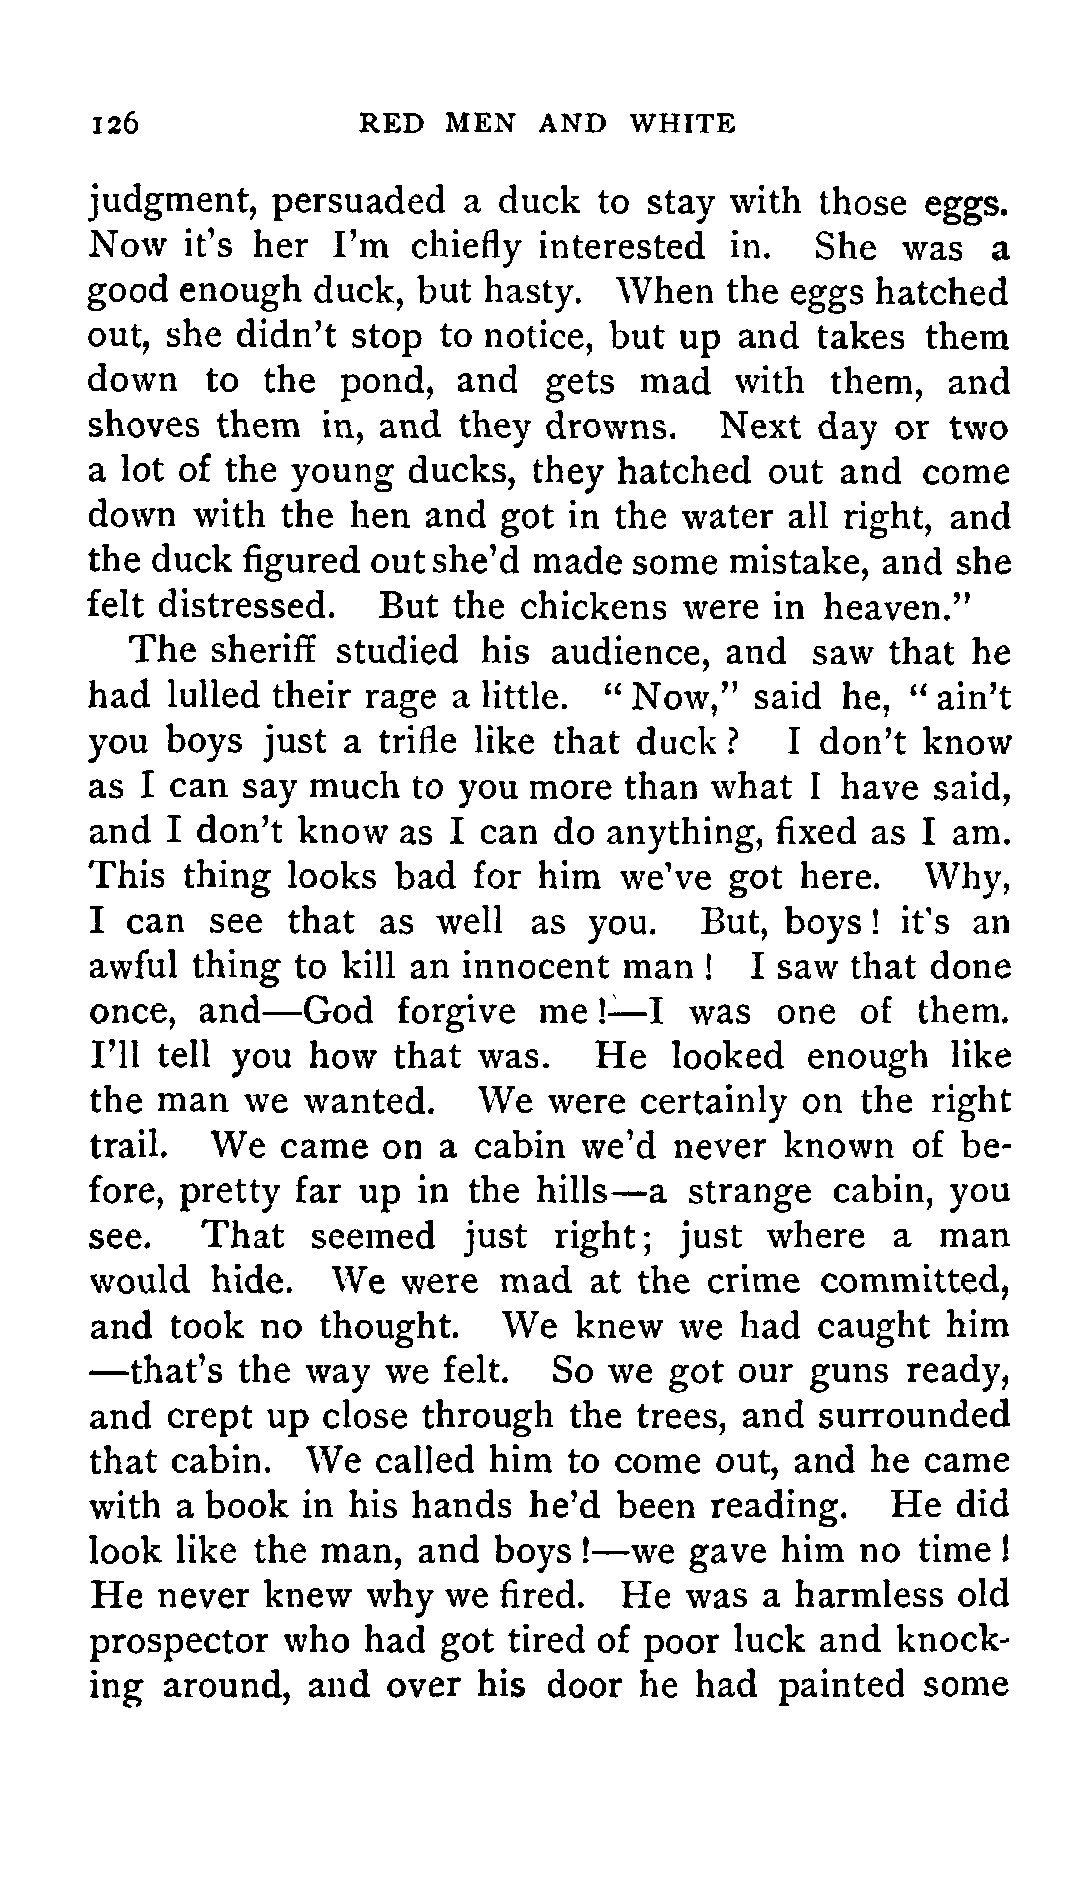 126 RED MEN AND WHITE
judgment, persuaded a duck to stay with those eggs.
Now it's her I'm chiefly interested in. She was a
good enough duck, but hasty. When the eggs hatched
out, she didn't stop to notice, but up and takes them
down to the pond, and gets mad with them, and
shoves them in, and they drowns. Next day or two
a lot of the young ducks, they hatched out and come
down with the hen and got in the water all right, and
the duck figured out she'd made some mistake, and she
felt distressed. But the chickens were in heaven."
The sheriff studied his audience, and saw that he
had lulled their rage a little. "Now," said he, "ain't
you boys just a trifle like that duck? I don't know
as I can say much to you more than what I have said,
and I don't know as I can do anything, fixed as I am.
This thing looks bad for him we've got here. Why,
I can see that as well as you. But, boys! it's an
awful thing to kill an innocent man! I saw that done
once, and—God forgive me!—I was one of them.
I'll tell you how that was. He looked enough like
the man we wanted. We were certainly on the right
trail. We came on a cabin we'd never known of be-
fore, pretty far up in the hills—a strange cabin, you
see. That seemed just right; just where a man
would hide. We were mad at the crime committed,
and took no thought. We knew we had caught him
—that's the way we felt. So we got our guns ready,
and crept up close through the trees, and surrounded
that cabin. We called him to come out, and he came
with a book in his hands he'd been reading. He did
look like the man, and boys!—we gave him no time!
He never knew why we fired. He was a harmless old
prospector who had got tired of poor luck and knock-
ing around, and over his door he had painted some